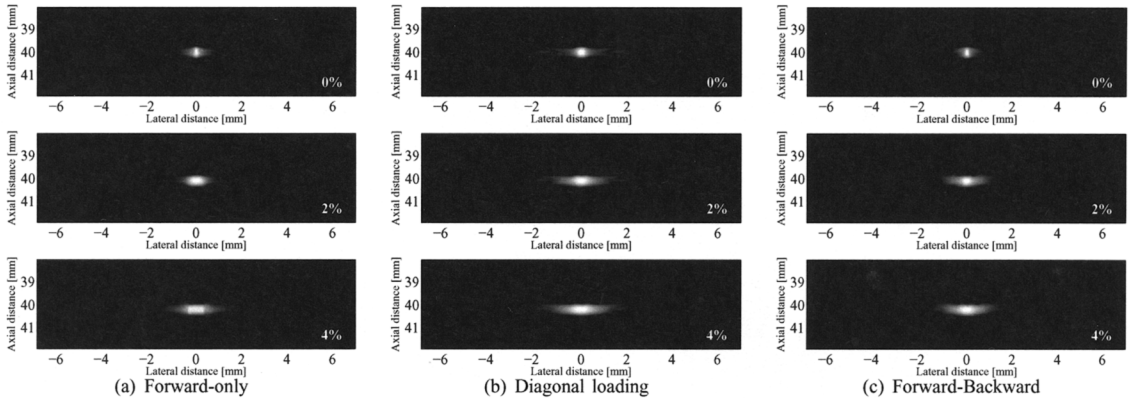 Axial distance [mm]
39
40
41
0%
−6 −4 −2 0 2 4 6
Lateral distance [mm]
Axial distance [mm]
39
40
41
2%
−6 −4 −2 0 2 4 6
Lateral distance [mm]
Axial distance [mm]
39
40
41
4%
−6 −4 −2 0 2 4 6
Lateral distance [mm]
(a) Forward-only
Axial distance [mm]
39
40
41
0%
−6 −4 −2 0 2 4 6
Lateral distance [mm]
Axial distance [mm]
39
40
41
2%
−6 −4 −2 0 2 4 6
Lateral distance [mm]
Axial distance [mm]
39
40
41
4%
−6 −4 −2 0 2 4 6
Lateral distance [mm]
(b) Diagonal loading
Axial distance [mm]
39
40
41
0%
−6 −4 −2 0 2 4 6
Lateral distance [mm]
Axial distance [mm]
39
40
41
2%
−6 −4 −2 0 2 4 6
Lateral distance [mm]
Axial distance [mm]
39
40
41
4%
−6 −4 −2 0 2 4 6
Lateral distance [mm]
(c) Forward-Backward